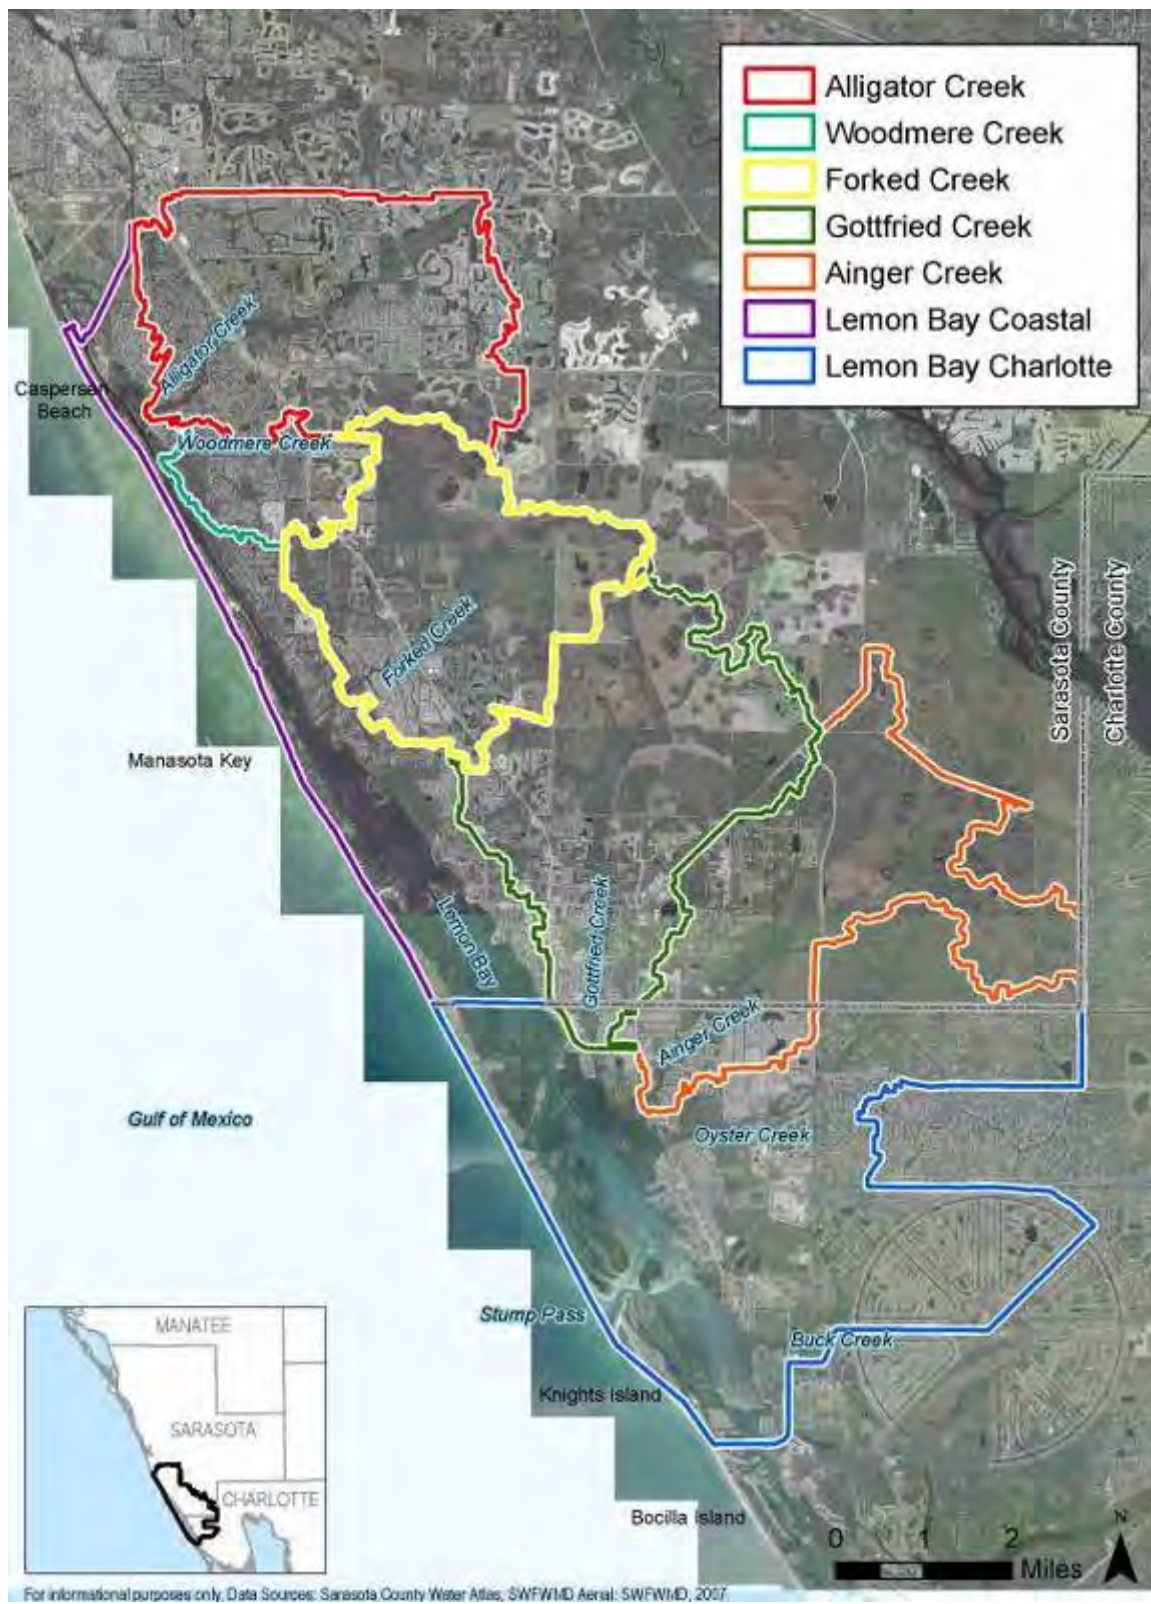 Alligator Creek
Woodmere Creek
Forked Creek
Gottfried Creek
Ainger Creek
Lemon Bay Coastal
Lemon Bay Charlotte
Alligator Creek
Caspersen
Beach
Woodmere Creek
Sarasota County
Charlotte County
Forked Creek
Manasota Key
Lemon Bay
Gottfried Creek
Ainger Creek
Gulf of Mexico
Oyster Creek
Stump Pass
Buck Creek
Knights Island
MANATEE
SARASOTA
CHARLOTTE
Bocilla Island
N
0 1 2
Miles
For informational purposes only. Data Sources: Sarasota County Water Atlas, SWFWMD Aerial: SWFWMD, 2007.